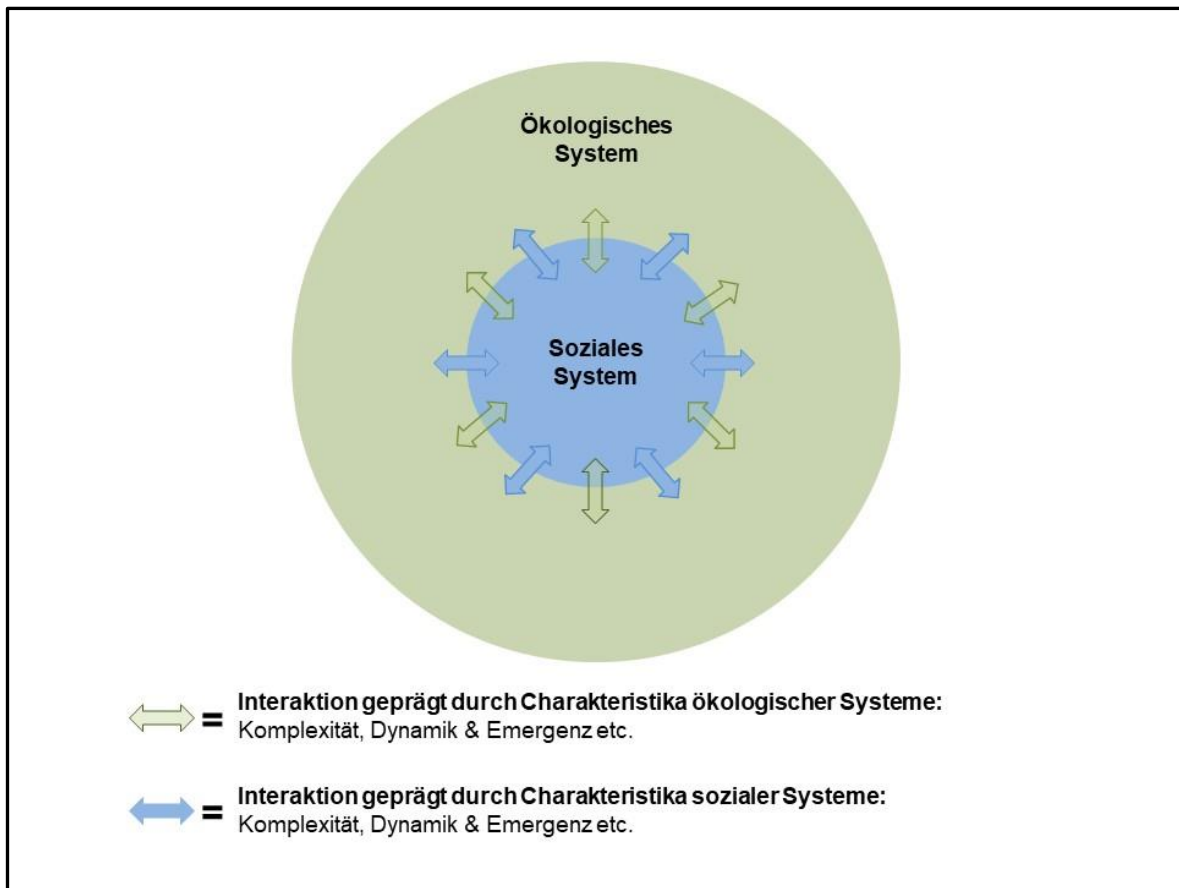 Ökologisches
System
Soziales
System
= Interaktion geprägt durch Charakteristika ökologischer Systeme:
Komplexität, Dynamik & Emergenz etc.
= Interaktion geprägt durch Charakteristika sozialer Systeme:
Komplexität, Dynamik & Emergenz etc.